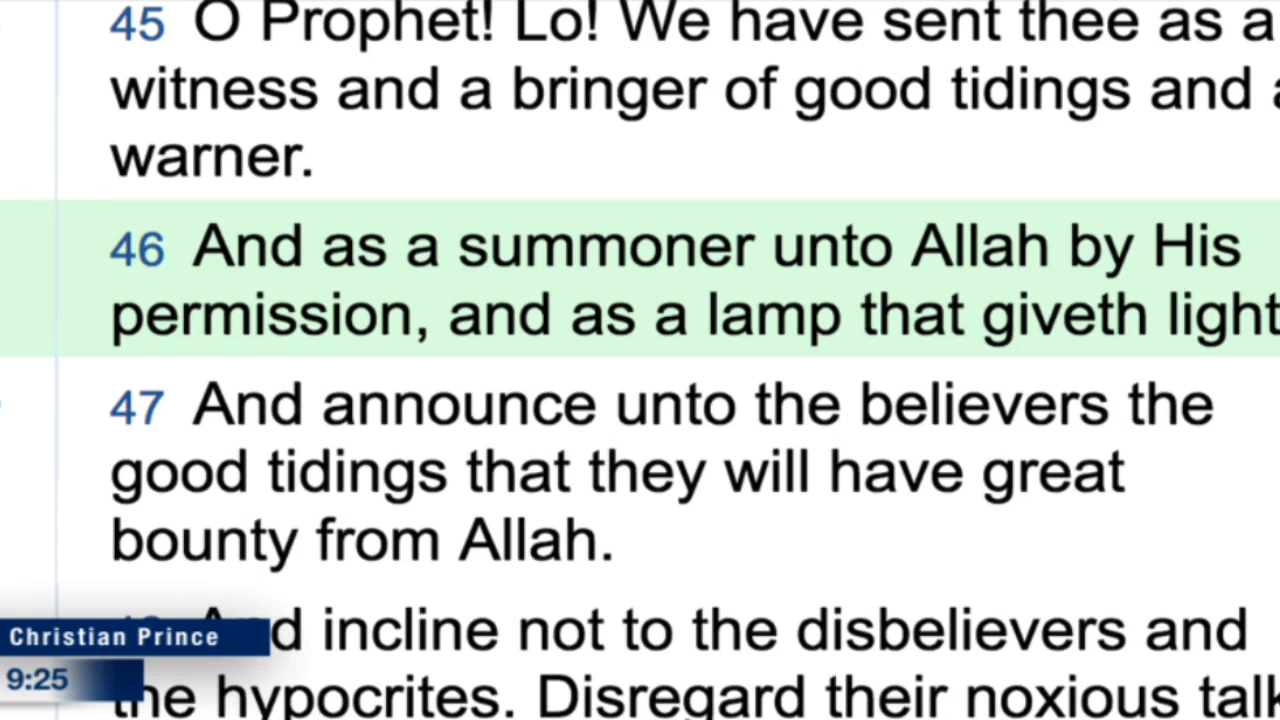 45 O Prophet! Lo! We have sent thee as a
witness and a bringer of good tidings and
warner.
46 And as a summoner unto Allah by His
permission, and as a lamp that giveth light
47 And announce unto the believers the
good tidings that they will have great
bounty from Allah.
And incline not to the disbelievers and
the hypocrites. Disregard their noxious talk
Christian Prince
9:25